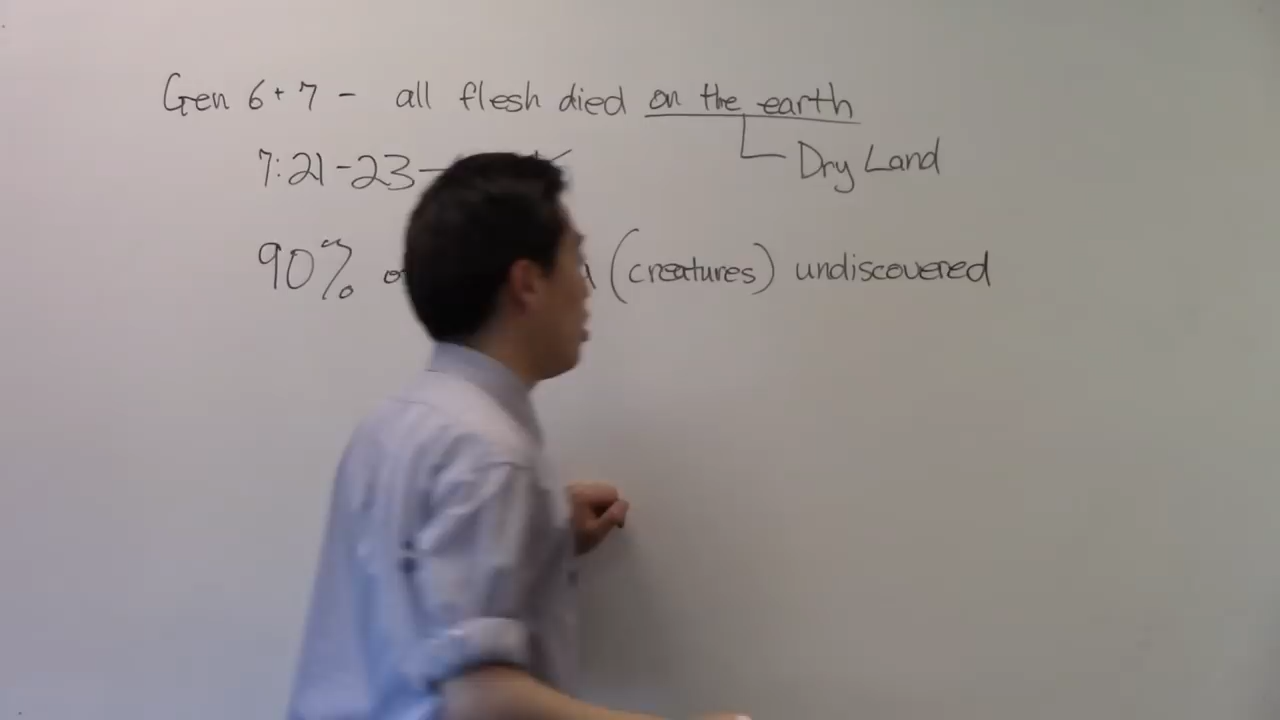 Gen 6+7 - all flesh died on the earth
Dry Land
7:21-23-
90% (creatures) undiscovered